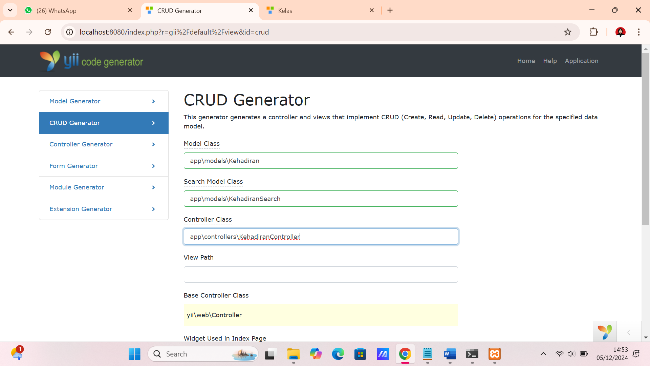 (26) WhatsApp
CRUD Generator
Kelas
localhost:8080/index.php?r=gii%2Fdefault%2Fview&id=crud
yii code generator
Home Help Application
Model Generator
CRUD Generator
Controller Generator
Form Generator
Module Generator
Extension Generator
CRUD Generator
This generator generates a controller and views that implement CRUD (Create, Read, Update, Delete) operations for the specified data
model.
Model Class
app\models\Kehadiran
Search Model Class
app\models\KehadiranSearch
Controller Class
app\controllers\KehadiranController
View Path
Base Controller Class
yii\web\Controller
Widget Used in Index Page
1
Search
14:53
05/12/2024